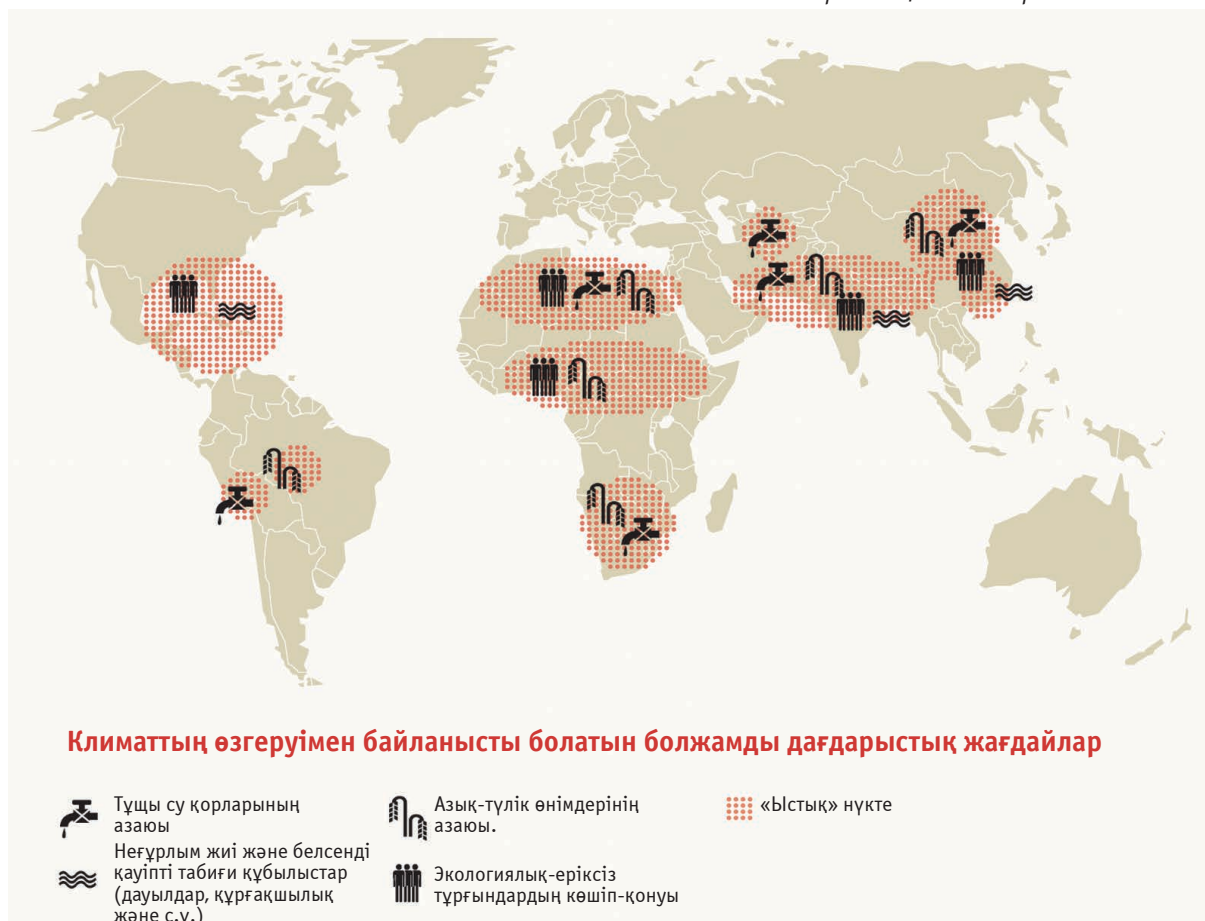 Климаттың өзгеруімен байланысты болатын болжамды дағдарыстық жағдайлар
Тұщы су қорларының
азаюы
Неғұрлым жиі және белсенді
қауіпті табиғи құбылыстар
(дауылдар, құрғақшылық
және с.у.)
Азық-түлік өнімдерінің
азаюы.
Экологиялық-еріксіз
тұрғындардың көшіп-қонуы
«Ыстық» нүкте